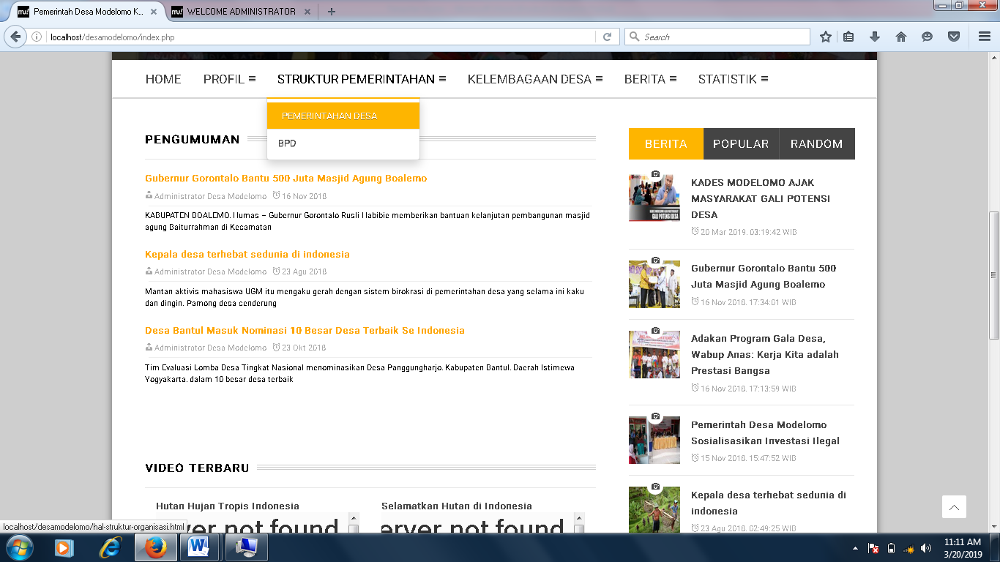 Pemerintah Desa Modelomo K...
WELCOME ADMINISTRATOR
localhost/desamodelomo/index.php
Search
HOME
PROFIL
STRUKTUR PEMERINTAHAN
KELEMBAGAAN DESA
BERITA
STATISTIK
PEMERINTAHAN DESA
BPD
PENGUMUMAN
Gubernur Gorontalo Bantu 500 Juta Masjid Agung Boalemo
Administrator Desa Modelomo 16 Nov 2018
KABUPATEN BOALEMO, Humas – Gubernur Gorontalo Rusli Habibie memberikan bantuan kelanjutan pembangunan masjid
agung Baiturrahman di Kecamatan
Kepala desa terhebat sedunia di indonesia
Administrator Desa Modelomo 23 Agu 2018
Mantan aktivis mahasiswa UGM itu mengaku gerah dengan sistem birokrasi di pemerintahan desa yang selama ini kaku
dan dingin. Pamong desa cenderung
Desa Bantul Masuk Nominasi 10 Besar Desa Terbaik Se Indonesia
Administrator Desa Modelomo 23 Okt 2018
Tim Evaluasi Lomba Desa Tingkat Nasional menominasikan Desa Panggungharjo, Kabupaten Bantul, Daerah Istimewa
Yogyakarta, dalam 10 besar desa terbaik
VIDEO TERBARU
Hutan Hujan Tropis Indonesia
erver not found
Selamatkan Hutan di Indonesia
erver not found
BERITA
POPULAR
RANDOM
KADES MODELOMO AJAK
MASYARAKAT GALI POTENSI
DESA
20 Mar 2019, 03:19:42 WIB
Gubernur Gorontalo Bantu 500
Juta Masjid Agung Boalemo
16 Nov 2018, 17:34:01 WIB
Adakan Program Gala Desa,
Wabup Anas: Kerja Kita adalah
Prestasi Bangsa
16 Nov 2018, 17:13:59 WIB
Pemerintah Desa Modelomo
Sosialisasikan Investasi Ilegal
15 Nov 2018, 15:47:52 WIB
Kepala desa terhebat sedunia di
indonesia
23 Agu 2018, 02:49:25 WIB
localhost/desamodelomo/hal-struktur-organisasi.html
11:11 AM
3/20/2019